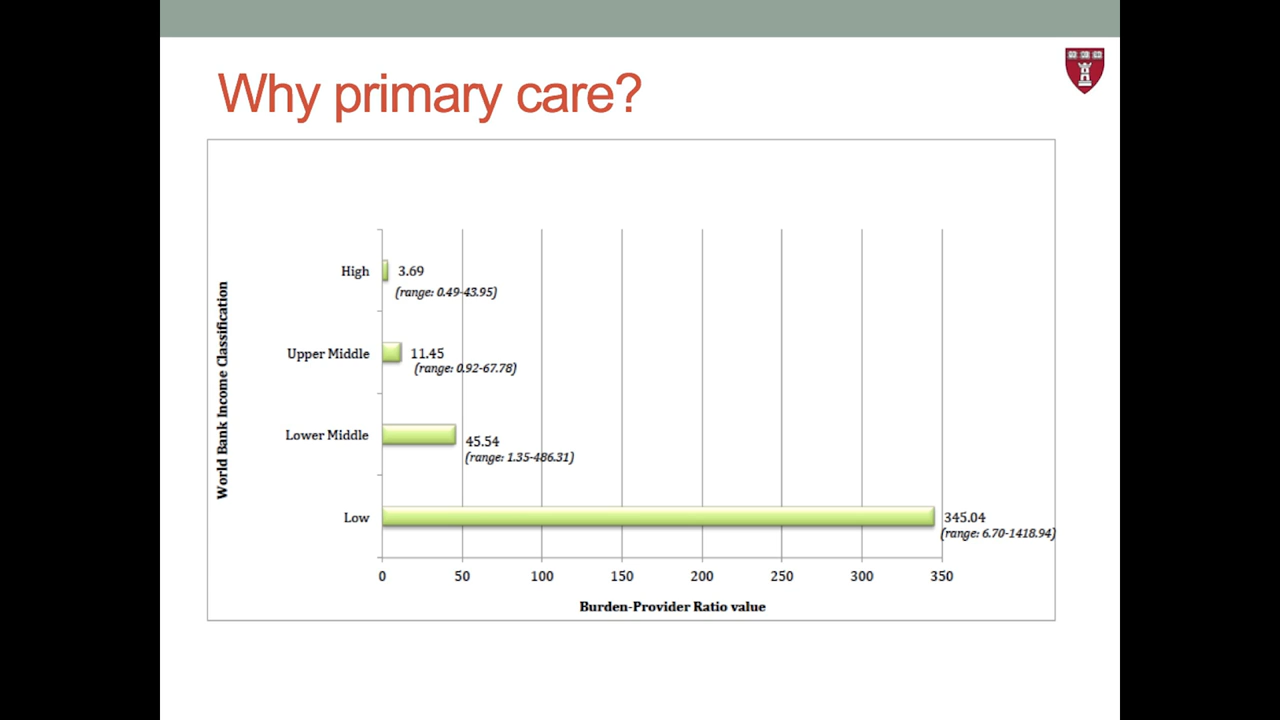 Why primary care?
World Bank Income Classification
High
3.69
(range: 0.49-43.95)
Upper Middle
11.45
(range: 0.92-67.78)
Lower Middle
45.54
(range: 1.35-486.31)
Low
345.04
(range: 6.70-1418.94)
0 50 100 150 200 250 300 350
Burden-Provider Ratio value